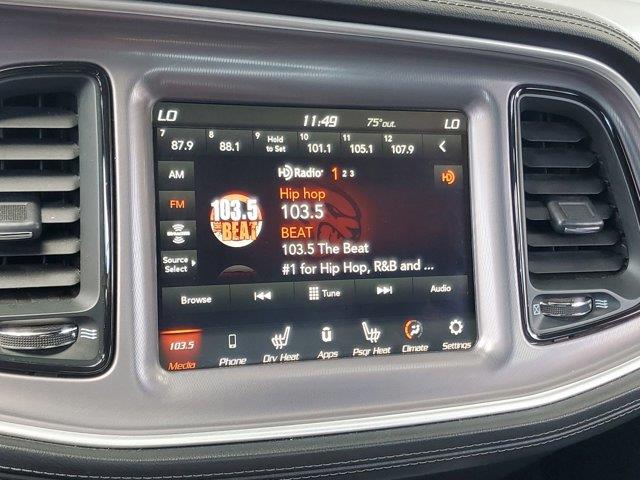 LO 11:49 75°out. LO
7 8 9 Hold to Set 10 11 12
87.9 88.1 101.1 105.1 107.9
AM
HD Radio 1 2 3
FM
Hip hop
103.5
BEAT
103.5 The Beat
#1 for Hip Hop, R&B and ...
103.5
THE
BEAT
Source
Select
Browse Tune Audio
103.5
Media Phone Drv Heat Apps Psgr Heat Climate Settings